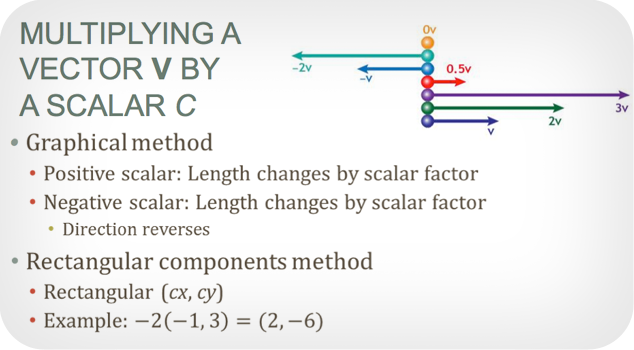 MULTIPLYING A
VECTOR V BY
A SCALAR C
0v
−2v
−v
0.5v
3v
2v
v
• Graphical method
• Positive scalar: Length changes by scalar factor
• Negative scalar: Length changes by scalar factor
• Direction reverses
• Rectangular components method
• Rectangular (cx, cy)
• Example: −2(−1, 3) = (2, −6)